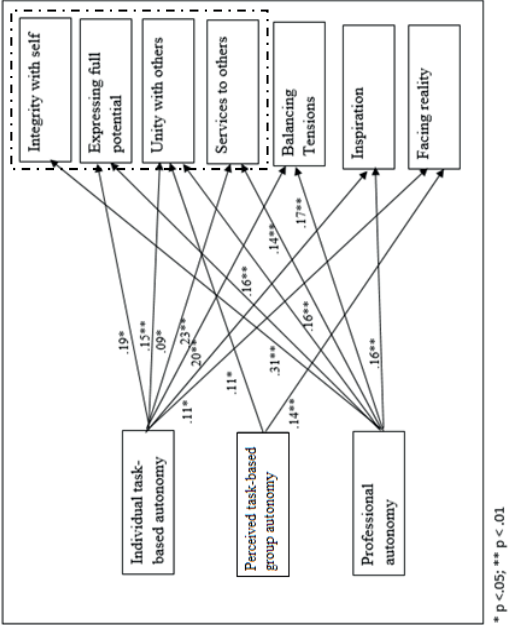 Integrity with self
Expressing full
potential
Unity with others
Services to others
Balancing
Tensions
Inspiration
Facing reality
.19*
.15**
.09*
.23**
.20**
.11*
.16**
.14**
.17**
.11*
.31**
.16**
.14**
.16**
Individual task-
based autonomy
Perceived task-based
group autonomy
Professional
autonomy
* p <.05; ** p < .01